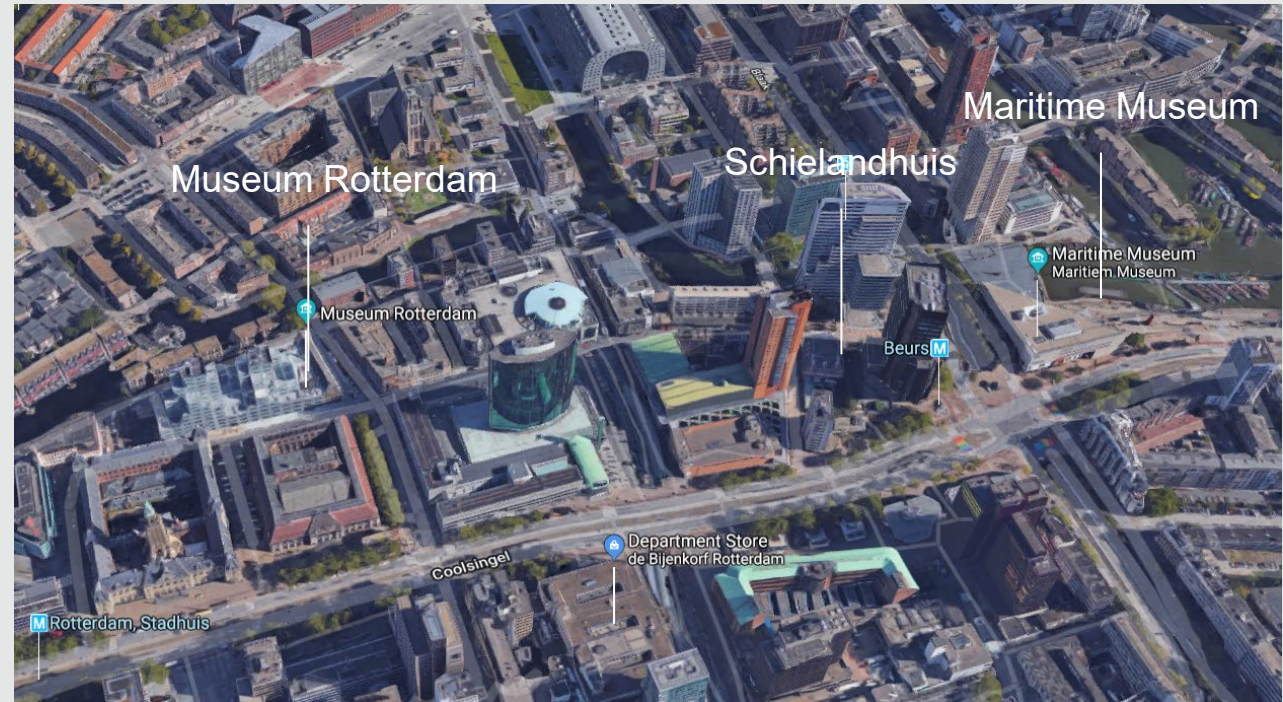 Blaak
Maritime Museum
Schielandhuis
Museum Rotterdam
Maritime Museum
Maritiem Museum
Museum Rotterdam
Beurs M
Department Store
de Bijenkorf Rotterdam
Coolsingel
M Rotterdam, Stadhuis